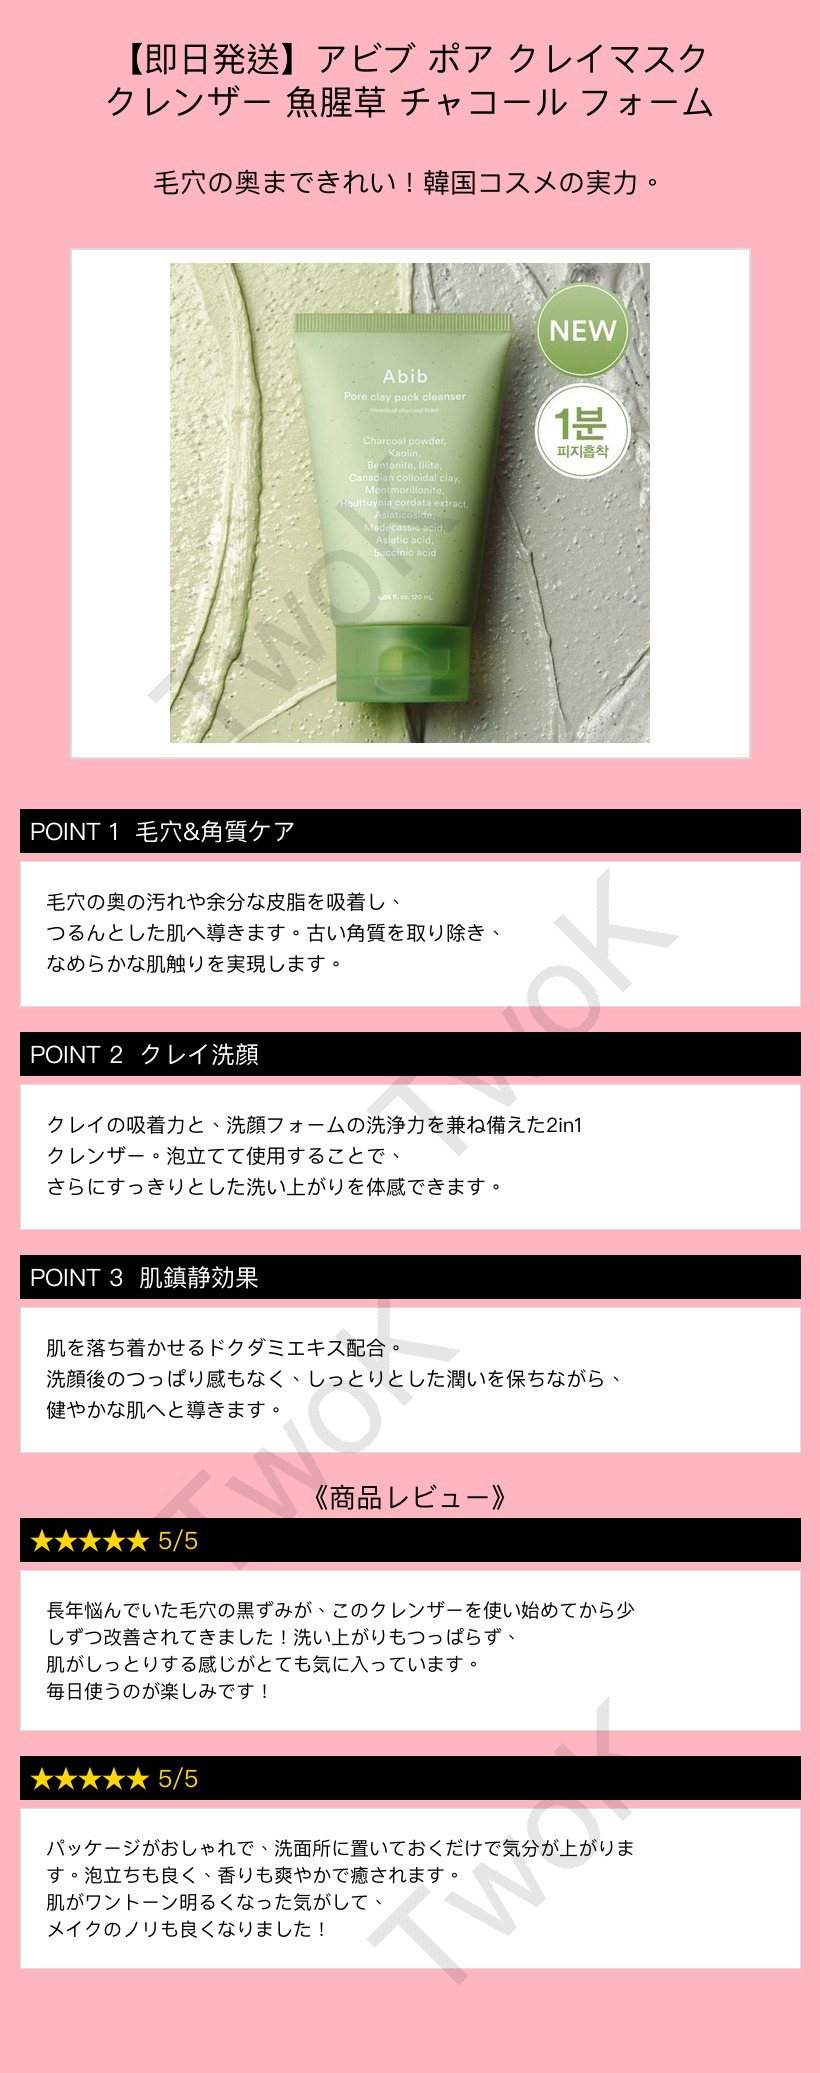 【即日発送】アビブ ポア クレイマスク
クレンザー 魚腥草 チャコール フォーム
毛穴の奥まできれい！韓国コスメの実力。
NEW
1분
피지흡착
Abib
Pore clay pack cleanser
Heartleaf charcoal foam
Charcoal powder,
Kaolin,
Bentonite, Illite,
Canadian colloidal clay,
Montmorillonite,
Houttuynia cordata extract,
Asiaticoside,
Madecassic acid,
Asiatic acid,
Succinic acid
4.05 fl. oz. 120 mL
TwoK
POINT 1 毛穴&角質ケア
毛穴の奥の汚れや余分な皮脂を吸着し、
つるんとした肌へ導きます。古い角質を取り除き、
なめらかな肌触りを実現します。
TwoK
POINT 2 クレイ洗顔
クレイの吸着力と、洗顔フォームの洗浄力を兼ね備えた2in1
クレンザー。泡立てて使用することで、
さらにすっきりとした洗い上がりを体感できます。
POINT 3 肌鎮静効果
肌を落ち着かせるドクダミエキス配合。
洗顔後のつっぱり感もなく、しっとりとした潤いを保ちながら、
健やかな肌へと導きます。
TwoK
《商品レビュー》
★★★★★ 5/5
長年悩んでいた毛穴の黒ずみが、このクレンザーを使い始めてから少
しずつ改善されてきました！洗い上がりもつっぱらず、
肌がしっとりする感じがとても気に入っています。
毎日使うのが楽しみです！
★★★★★ 5/5
パッケージがおしゃれで、洗面所に置いておくだけで気分が上がりま
す。泡立ちも良く、香りも爽やかで癒されます。
肌がワントーン明るくなった気がして、
メイクのノリも良くなりました！
TwoK